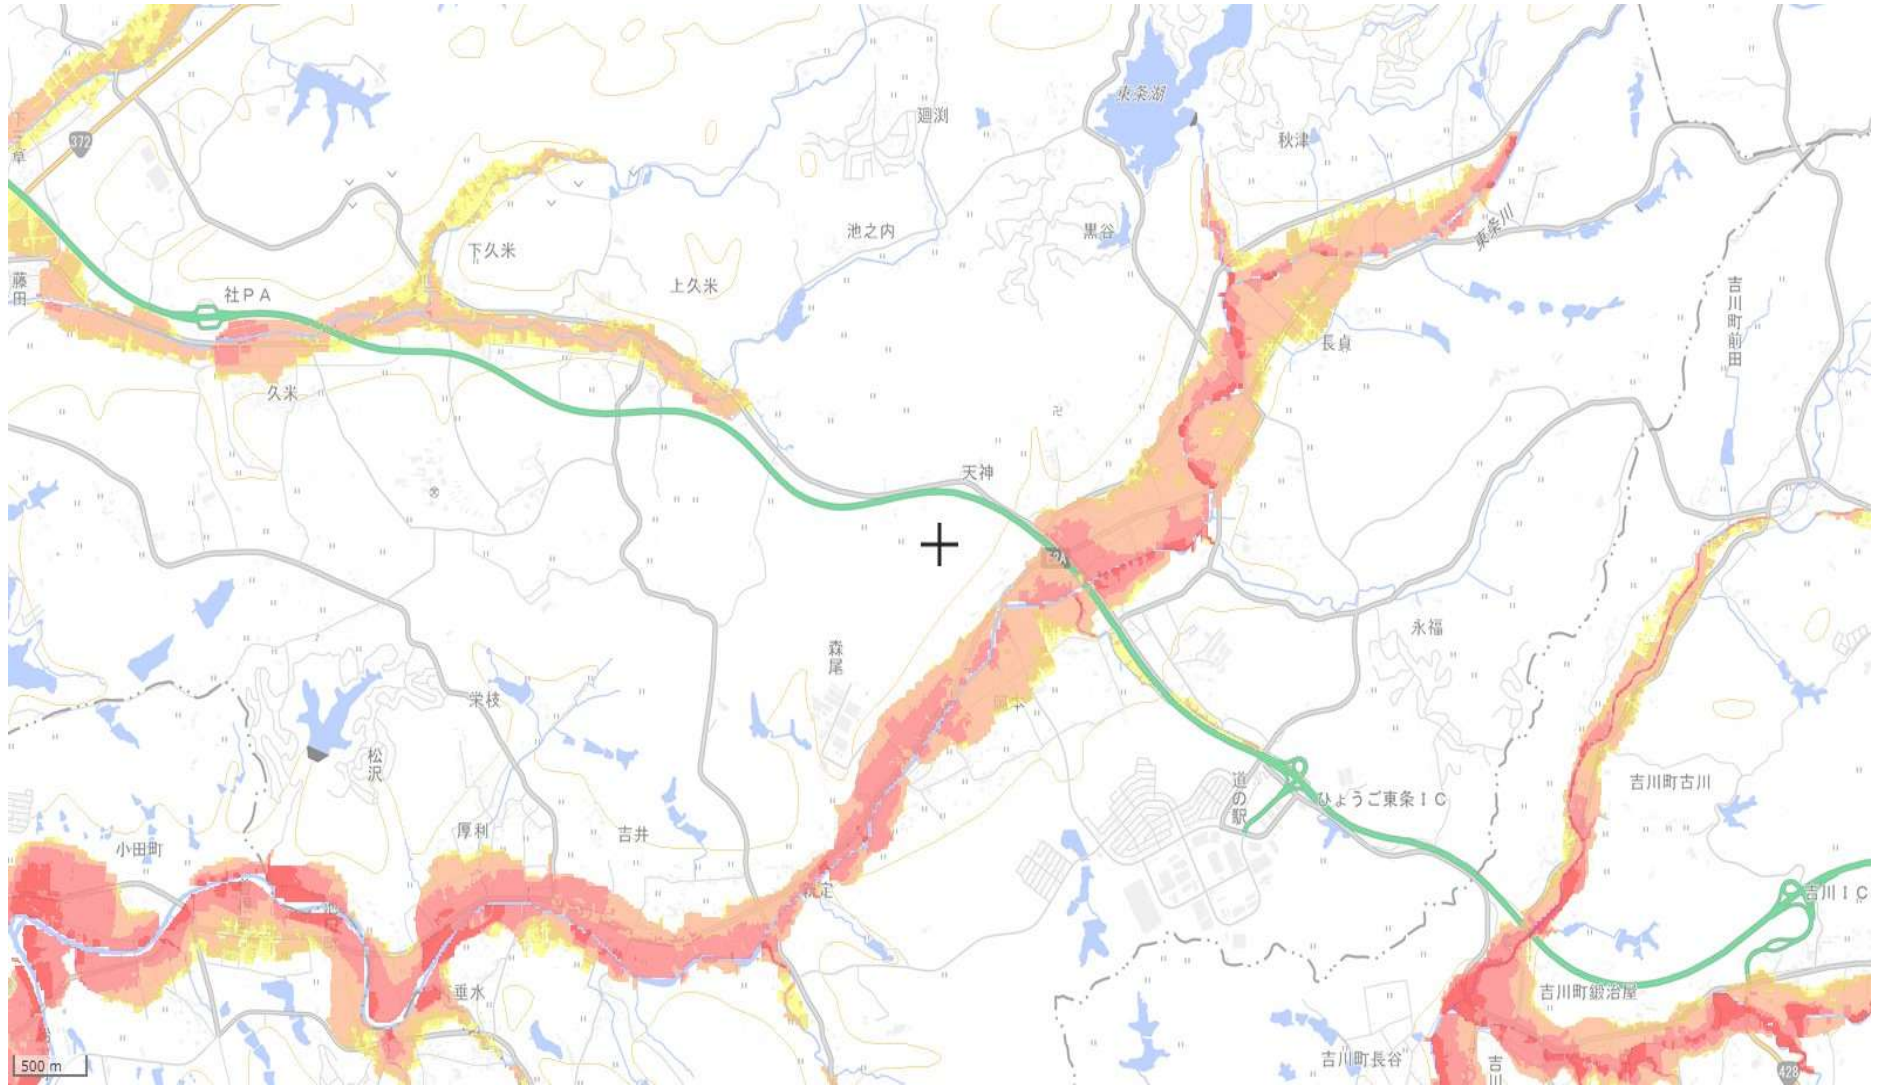 東条湖
廻渕
秋津
372
草
東条川
池之内
黒谷
下久米
上久米
藤田
社PA
吉川町前田
長貞
久米
天神
永福
森尾
栄枝
松沢
道の駅
ひょうご東条IC
吉川町古川
厚利
吉井
小田町
吉川IC
垂水
吉川町鍛治屋
吉川町長谷
500 m
428